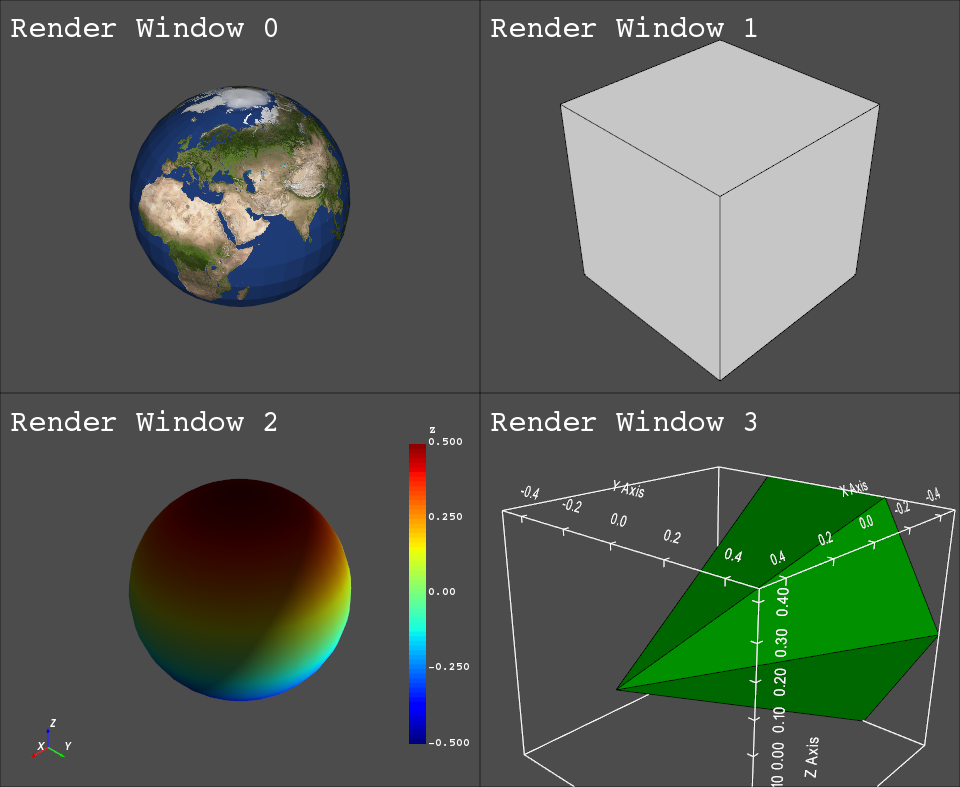 Render Window 0
Render Window 1
Render Window 2
z
0.500
0.250
0.00
-0.250
-0.500
Z
X
Y
Render Window 3
-0.4
-0.2
Y Axis
0.0
0.2
0.4
X Axis
-0.4
-0.2
0.0
0.2
0.4
0.40
0.30
0.20
0.10
0.00
Z Axis